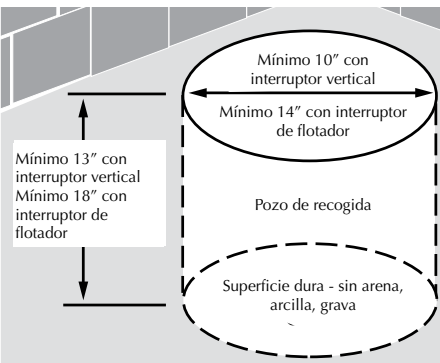 Mínimo 10” con
interruptor vertical
Mínimo 14” con interruptor
de flotador
Mínimo 13” con
interruptor vertical
Mínimo 18” con
interruptor de
flotador
Pozo de recogida
Superficie dura - sin arena,
arcilla, grava